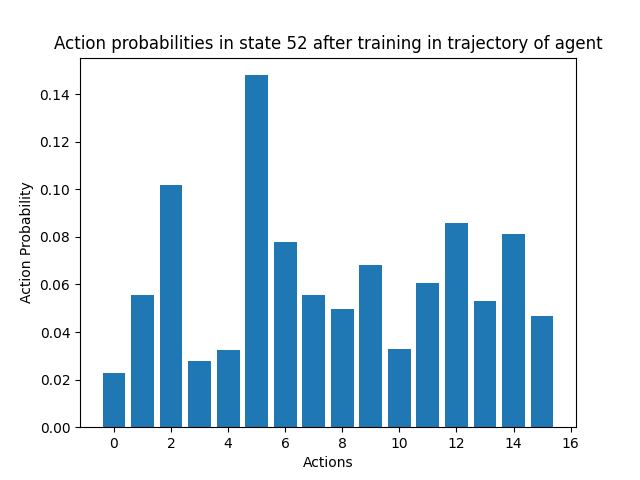 Action probabilities in state 52 after training in trajectory of agent
0.14
0.12
0.10
0.08
0.06
0.04
0.02
0.00
Action Probability
0 2 4 6 8 10 12 14 16
Actions